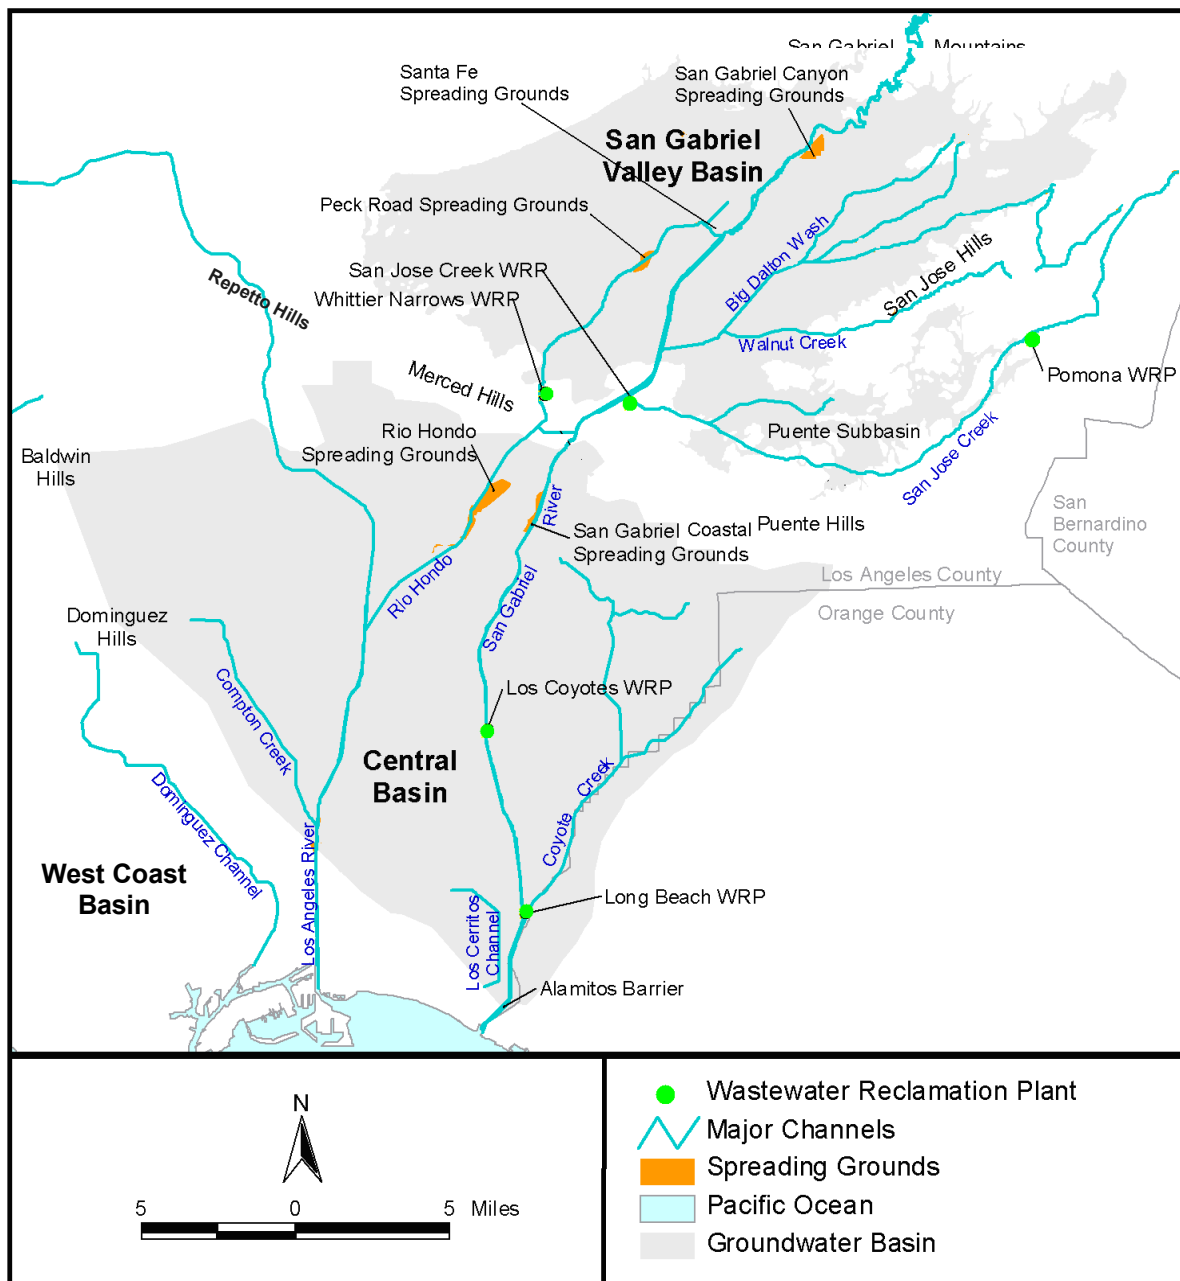 San Gabriel Mountains
Santa Fe
Spreading Grounds
San Gabriel Canyon
Spreading Grounds
San Gabriel
Valley Basin
Peck Road Spreading Grounds
San Jose Creek WRP
Whittier Narrows WRP
Repetto Hills
Big Dalton Wash
San Jose Hills
Walnut Creek
Pomona WRP
Merced Hills
Rio Hondo
Spreading Grounds
Puente Subbasin
San Jose Creek
Baldwin
Hills
San Gabriel River
San Gabriel Coastal
Spreading Grounds
Puente Hills
San
Bernardino
County
Los Angeles County
Orange County
Rio Hondo
Dominguez
Hills
Compton Creek
Los Coyotes WRP
Central
Basin
Coyote Creek
Dominguez Channel
Los Angeles River
West Coast
Basin
Long Beach WRP
Los Cerritos
Channel
Alamitos Barrier
N
5 0 5 Miles
Wastewater Reclamation Plant
Major Channels
Spreading Grounds
Pacific Ocean
Groundwater Basin